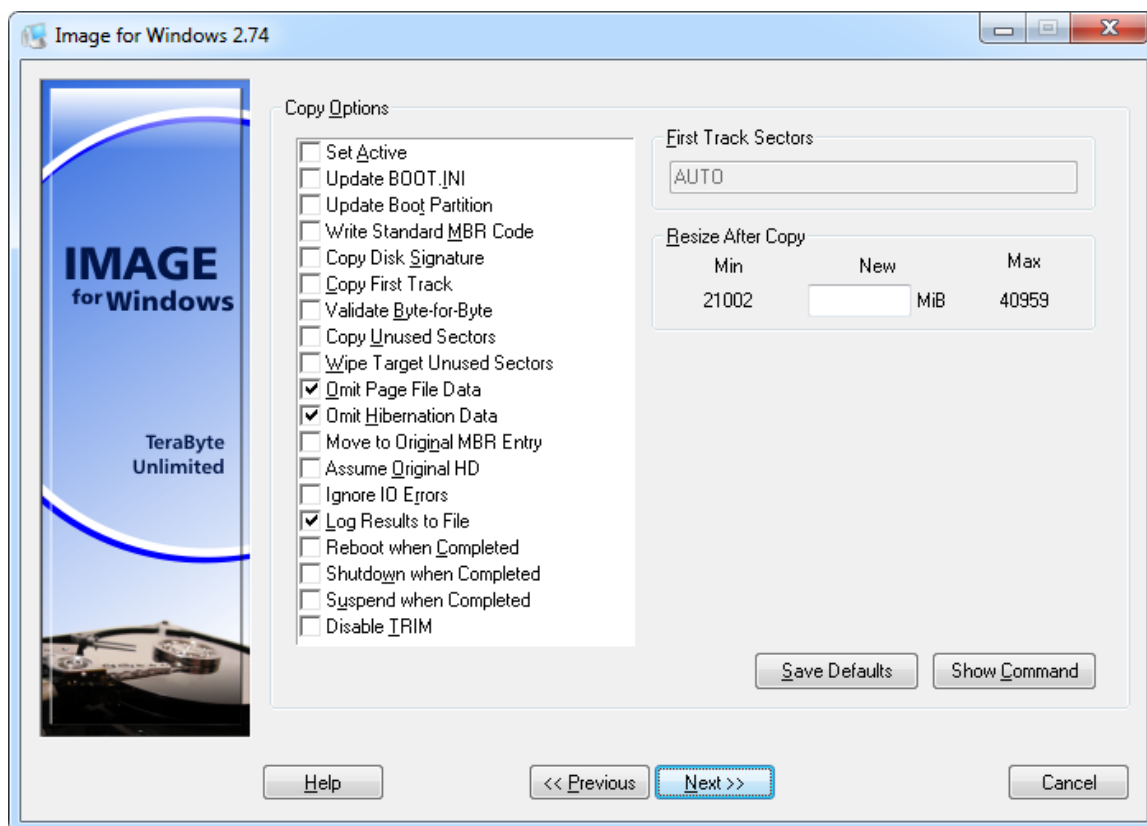 Image for Windows 2.74
IMAGE
for Windows
TeraByte
Unlimited
Copy Options
Set Active
Update BOOT.INI
Update Boot Partition
Write Standard MBR Code
Copy Disk Signature
Copy First Track
Validate Byte-for-Byte
Copy Unused Sectors
Wipe Target Unused Sectors
Omit Page File Data
Omit Hibernation Data
Move to Original MBR Entry
Assume Original HD
Ignore IO Errors
Log Results to File
Reboot when Completed
Shutdown when Completed
Suspend when Completed
Disable TRIM
First Track Sectors
AUTO
Resize After Copy
Min New Max
21002 MiB 40959
Save Defaults Show Command
Help << Previous Next >> Cancel